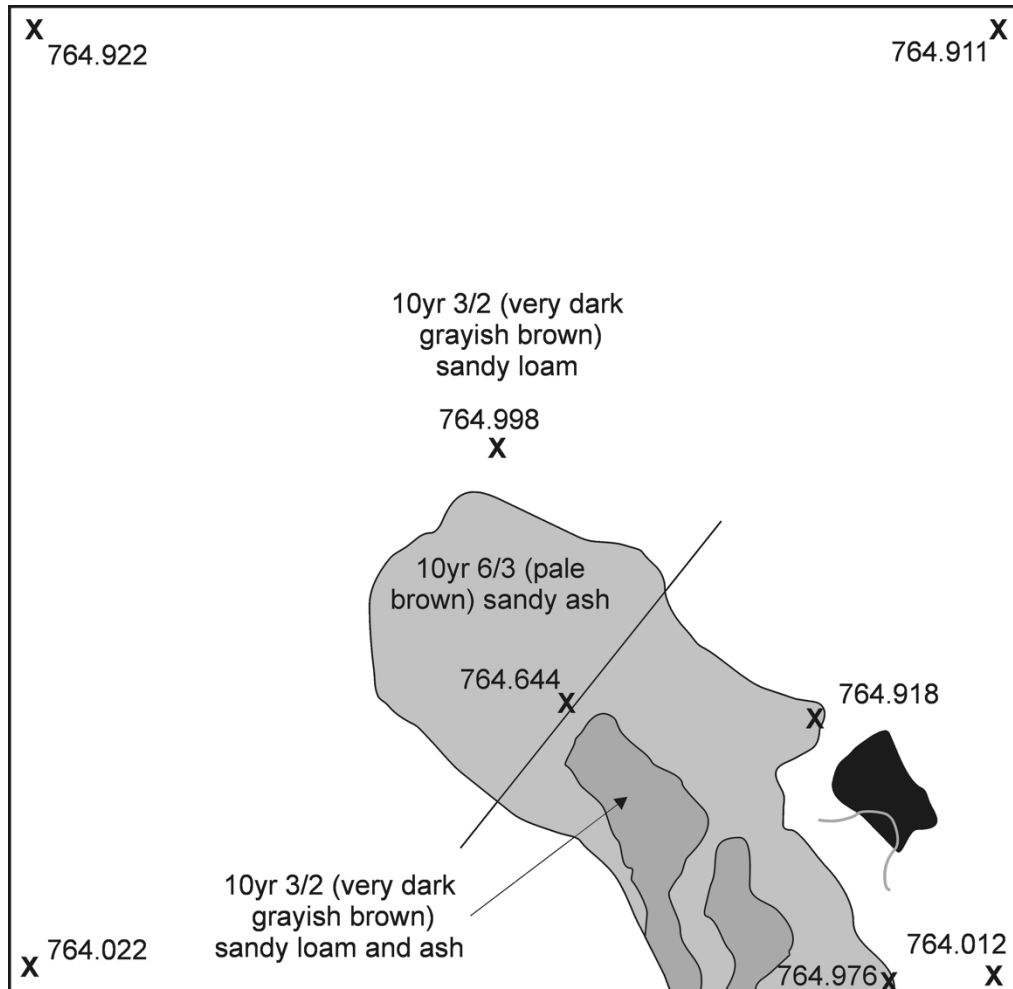 X
764.922
X
764.911
10yr 3/2 (very dark
grayish brown)
sandy loam
764.998
X
10yr 6/3 (pale
brown) sandy ash
764.644
X
764.918
X
10yr 3/2 (very dark
grayish brown)
sandy loam and ash
764.022
X
764.976
X
764.012
X